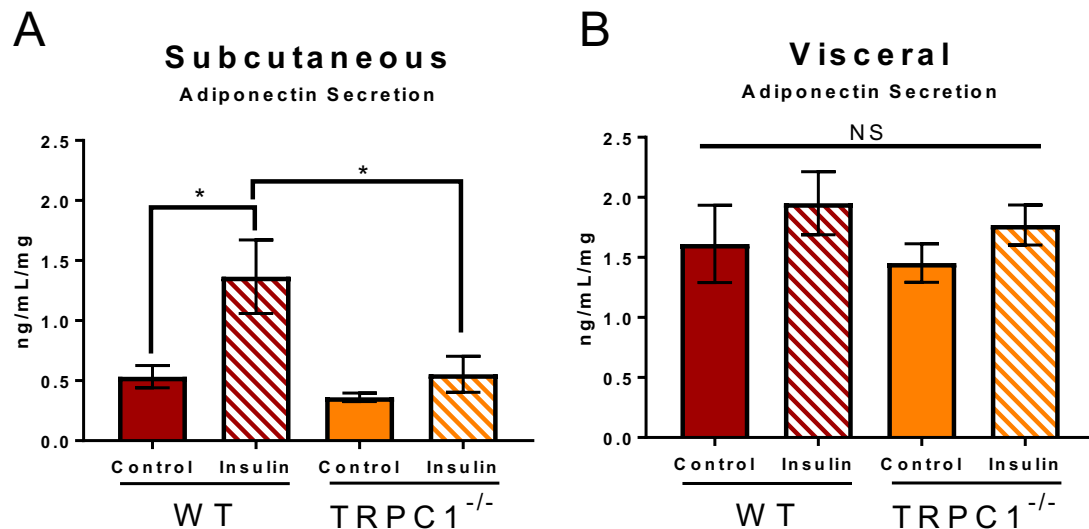 A
Subcutaneous
Adiponectin Secretion
ng/mL/mg
2.5
2.0
1.5
1.0
0.5
0.0
*
*
Control Insulin Control Insulin
WT TRPC1-/-
B
Visceral
Adiponectin Secretion
ng/mL/mg
2.5
2.0
1.5
1.0
0.5
0.0
NS
Control Insulin Control Insulin
WT TRPC1-/-